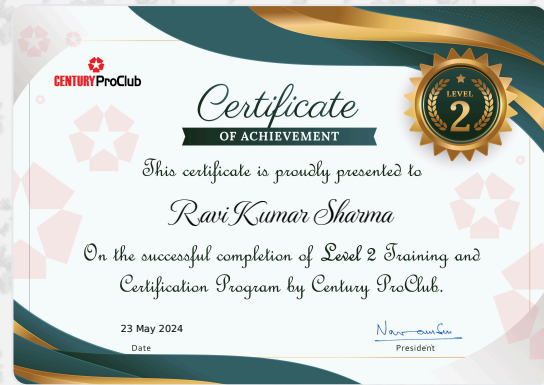 CENTURY ProClub
LEVEL
2
Certificate
OF ACHIEVEMENT
This certificate is proudly presented to
Ravi Kumar Sharma
On the successful completion of Level 2 Training and
Certification Program by Century ProClub.
23 May 2024
Date
President